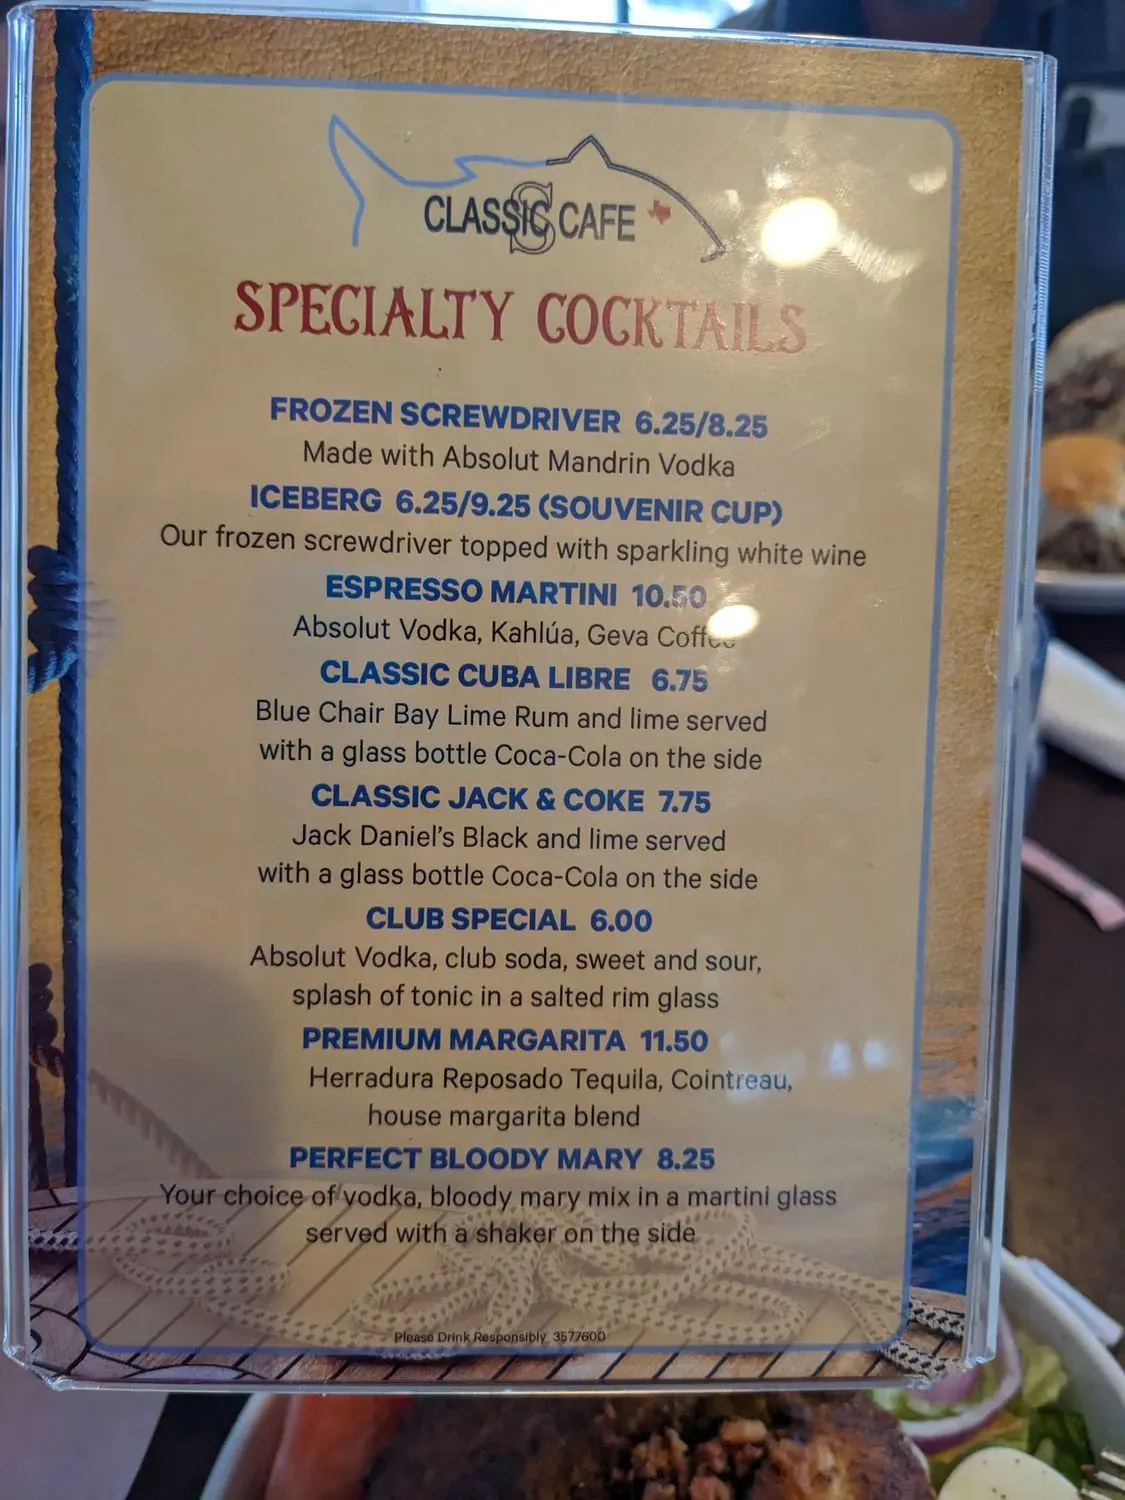 CLASSIC CAFE
S
SPECIALTY COCKTAILS
FROZEN SCREWDRIVER 6.25/8.25
Made with Absolut Mandrin Vodka
ICEBERG 6.25/9.25 (SOUVENIR CUP)
Our frozen screwdriver topped with sparkling white wine
ESPRESSO MARTINI 10.50
Absolut Vodka, Kahlúa, Geva Coffee
CLASSIC CUBA LIBRE 6.75
Blue Chair Bay Lime Rum and lime served
with a glass bottle Coca-Cola on the side
CLASSIC JACK & COKE 7.75
Jack Daniel's Black and lime served
with a glass bottle Coca-Cola on the side
CLUB SPECIAL 6.00
Absolut Vodka, club soda, sweet and sour,
splash of tonic in a salted rim glass
PREMIUM MARGARITA 11.50
Herradura Reposado Tequila, Cointreau,
house margarita blend
PERFECT BLOODY MARY 8.25
Your choice of vodka, bloody mary mix in a martini glass
served with a shaker on the side
Please Drink Responsibly 3577600